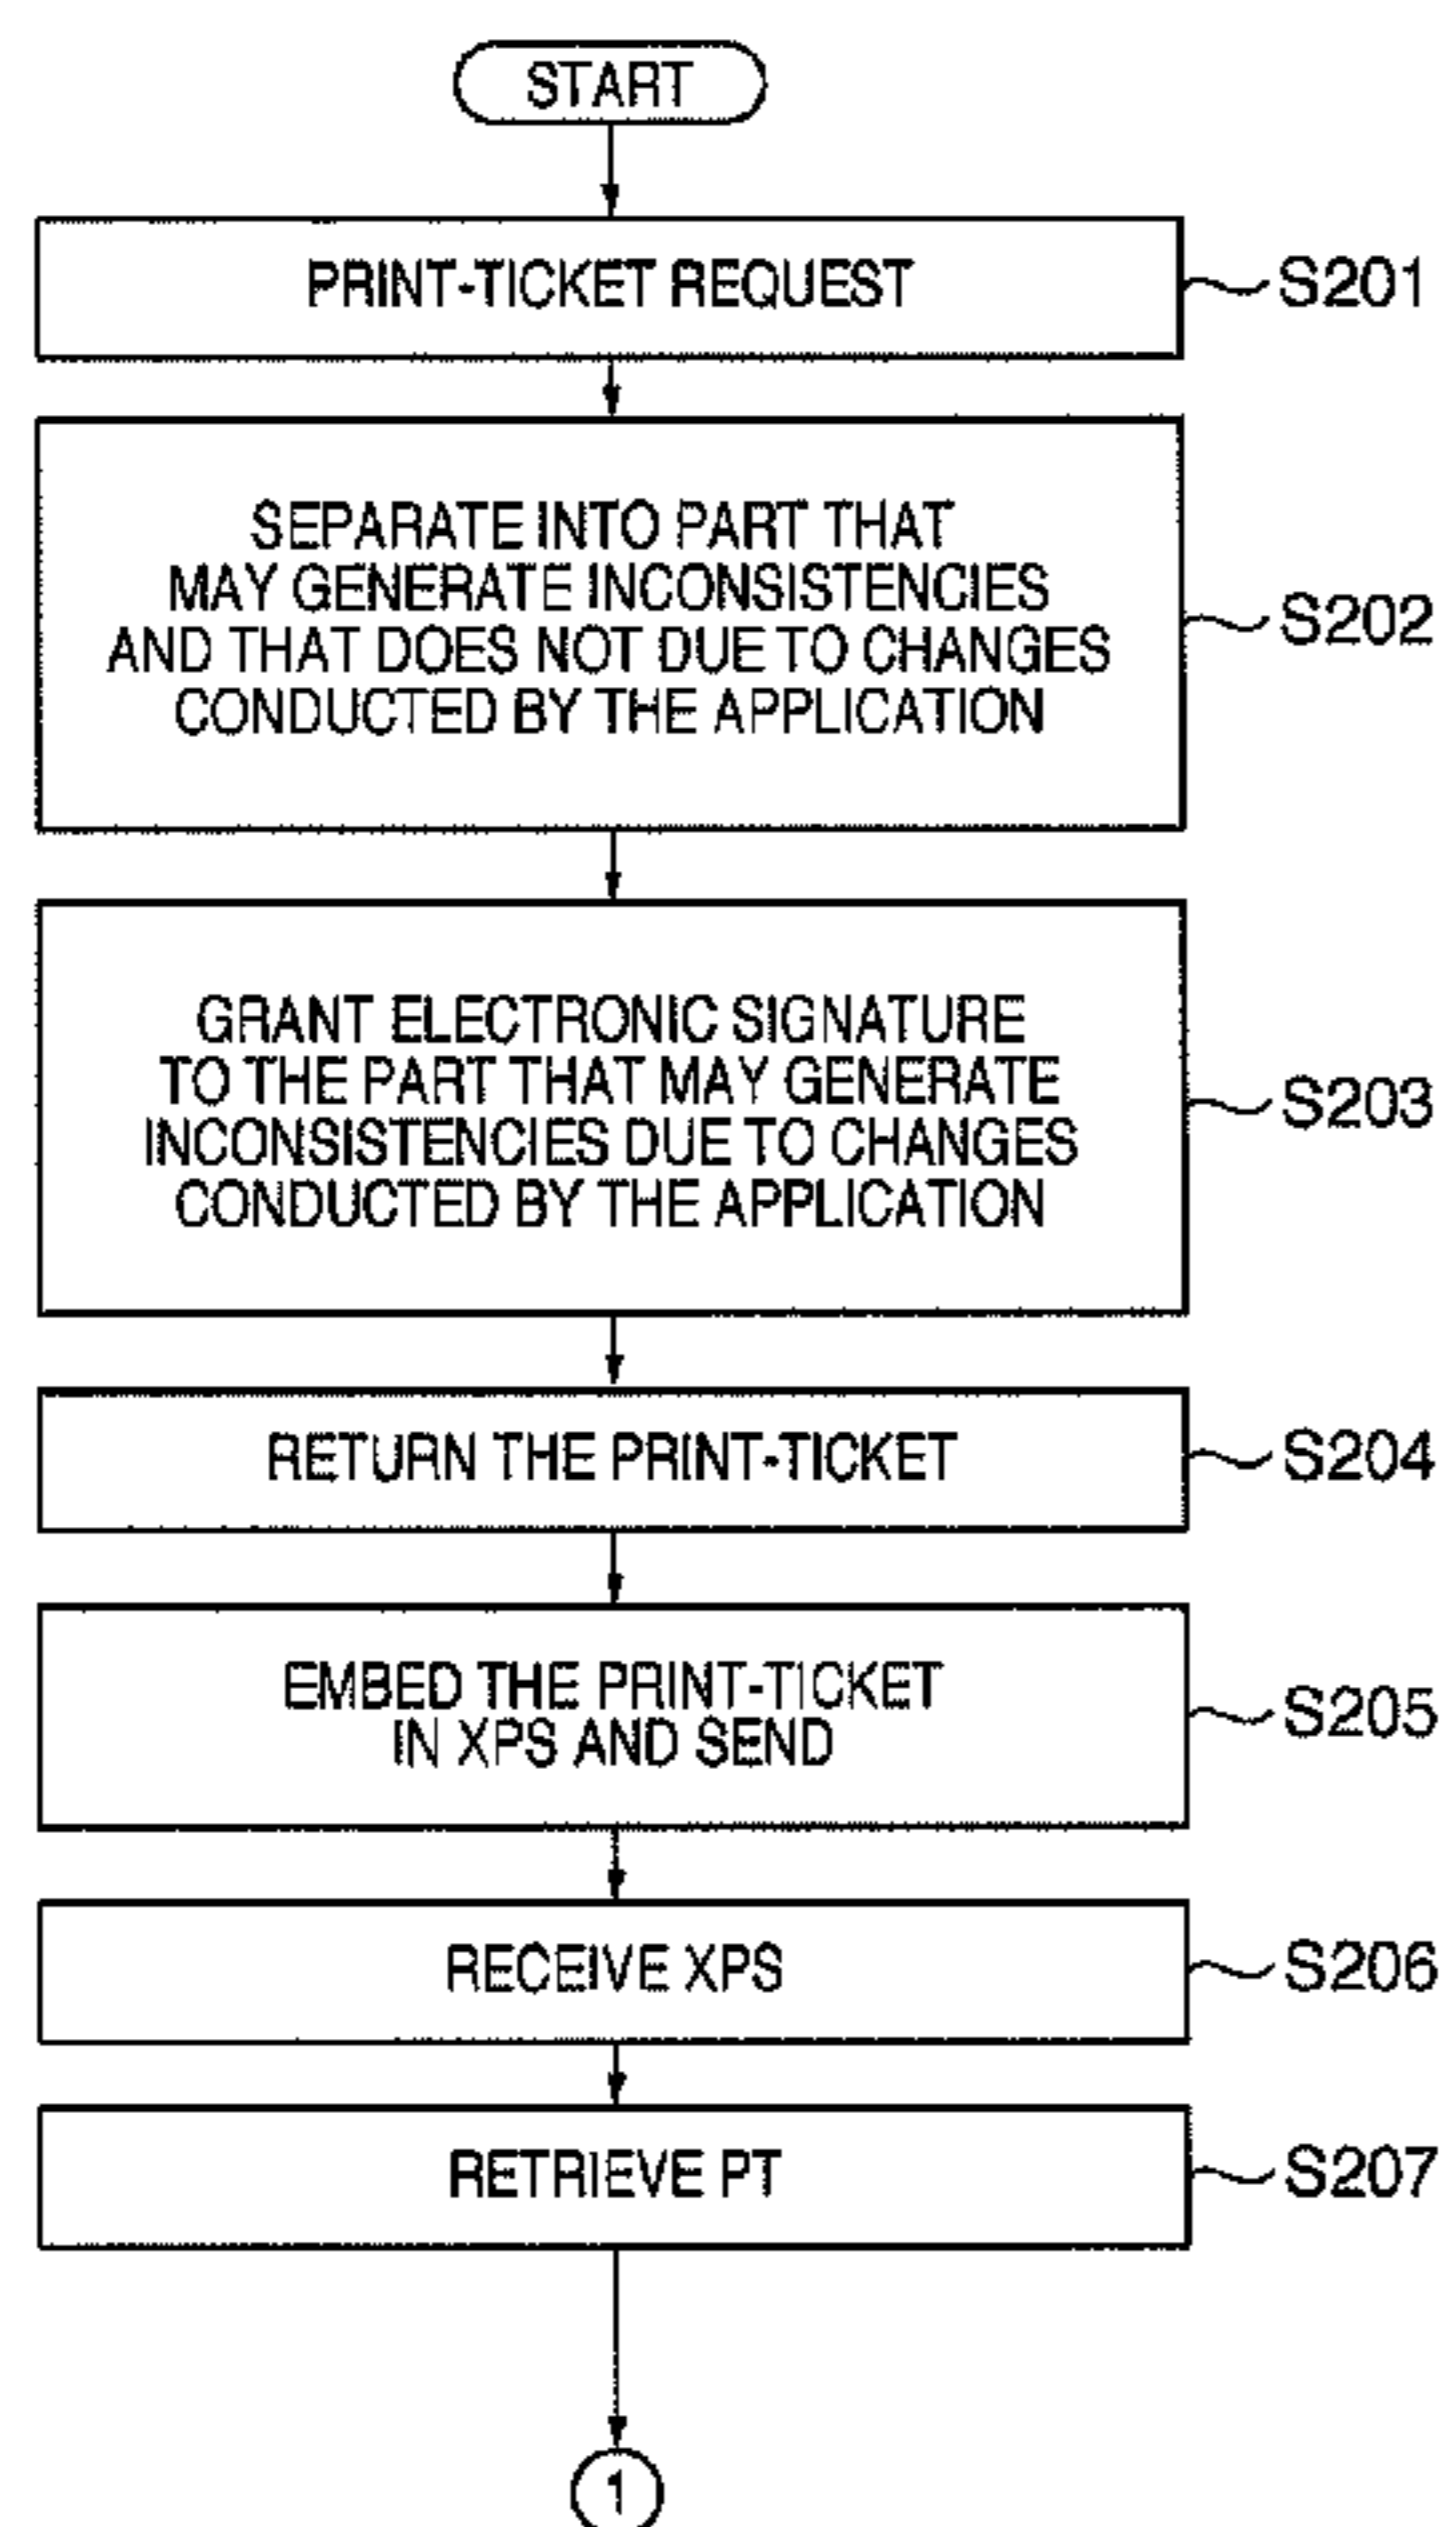 START
PRINT-TICKET REQUEST
S201
SEPARATE INTO PART THAT
MAY GENERATE INCONSISTENCIES
AND THAT DOES NOT DUE TO CHANGES
CONDUCTED BY THE APPLICATION
S202
GRANT ELECTRONIC SIGNATURE
TO THE PART THAT MAY GENERATE
INCONSISTENCIES DUE TO CHANGES
CONDUCTED BY THE APPLICATION
S203
RETURN THE PRINT-TICKET
S204
EMBED THE PRINT-TICKET
IN XPS AND SEND
S205
RECEIVE XPS
S206
RETRIEVE PT
S207
1